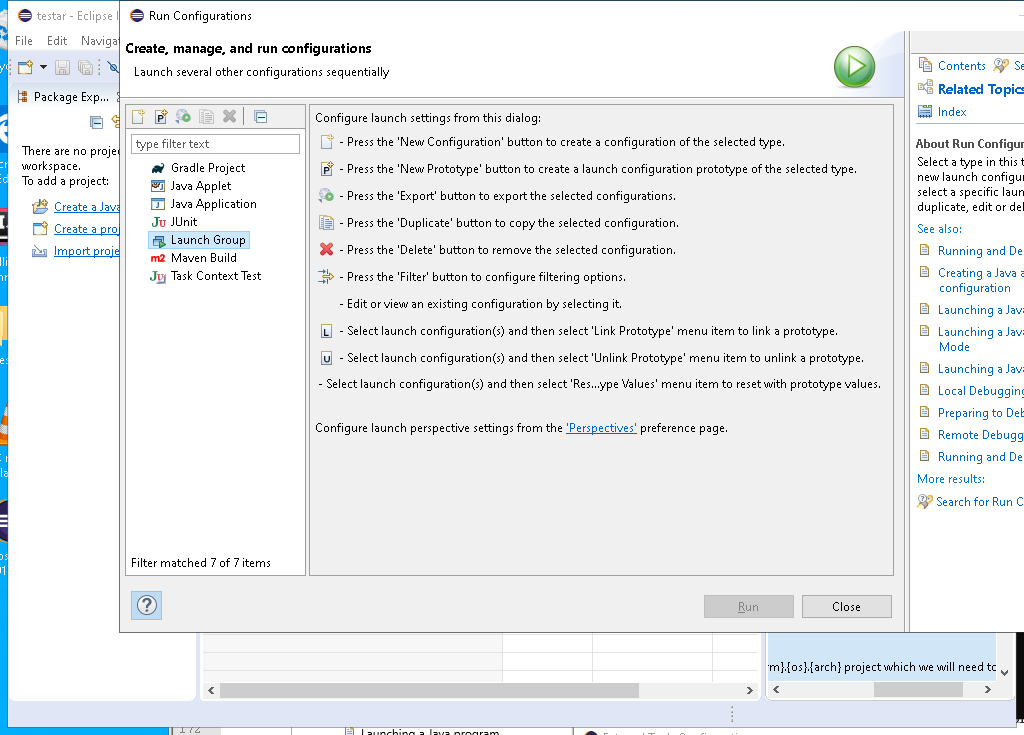 testar - Eclipse I
Run Configurations
File Edit Navigat
Create, manage, and run configurations
Launch several other configurations sequentially
Package Exp...
type filter text
Gradle Project
Java Applet
Java Application
JUnit
Launch Group
Maven Build
Task Context Test
Filter matched 7 of 7 items
There are no projec
workspace.
To add a project:
Create a Java
Create a proj
Import proje
Configure launch settings from this dialog:
- Press the 'New Configuration' button to create a configuration of the selected type.
- Press the 'New Prototype' button to create a launch configuration prototype of the selected type.
- Press the 'Export' button to export the selected configurations.
- Press the 'Duplicate' button to copy the selected configuration.
- Press the 'Delete' button to remove the selected configuration.
- Press the 'Filter' button to configure filtering options.
- Edit or view an existing configuration by selecting it.
- Select launch configuration(s) and then select 'Link Prototype' menu item to link a prototype.
- Select launch configuration(s) and then select 'Unlink Prototype' menu item to unlink a prototype.
- Select launch configuration(s) and then select 'Res...ype Values' menu item to reset with prototype values.
Configure launch perspective settings from the 'Perspectives' preference page.
Run
Close
Contents Se
Related Topics
Index
About Run Configur
Select a type in this t
new launch configur
select a specific laun
duplicate, edit or del
See also:
Running and De
Creating a Java a
configuration
Launching a Java
Launching a Java
Mode
Launching a Java
Local Debugging
Preparing to Deb
Remote Debugg
Running and De
More results:
Search for Run C
rm}.{os}.{arch} project which we will need to
172
Launching a Java program
External Tools Configuratio